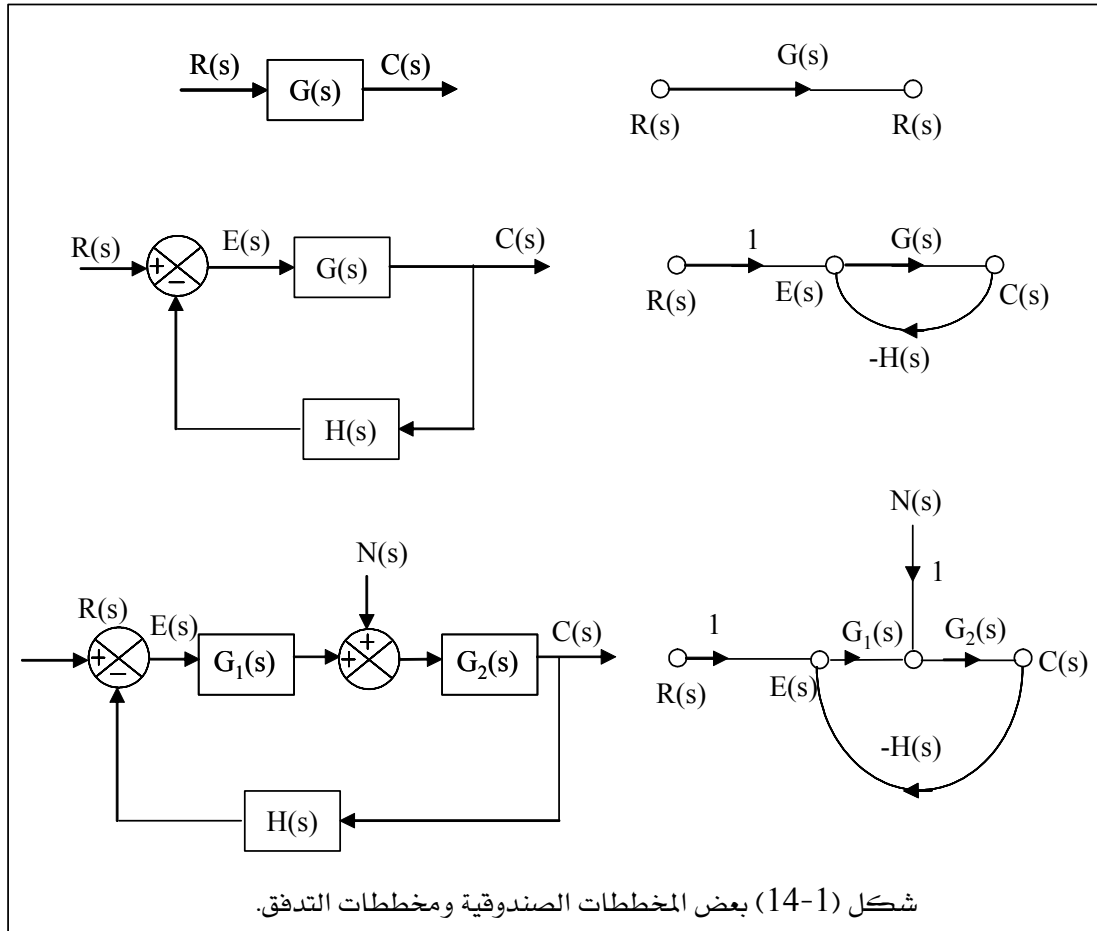 R(s) G(s) C(s)
G(s)
R(s) R(s)
R(s) + − E(s) G(s) C(s)
H(s)
1 G(s)
R(s) E(s) C(s)
-H(s)
N(s)
R(s) + − E(s) G₁(s) + + G₂(s) C(s)
H(s)
N(s)
1
1 G₁(s) G₂(s)
R(s) E(s) C(s)
-H(s)
شكل (1-14) بعض المخططات الصندوقية ومخططات التدفق.